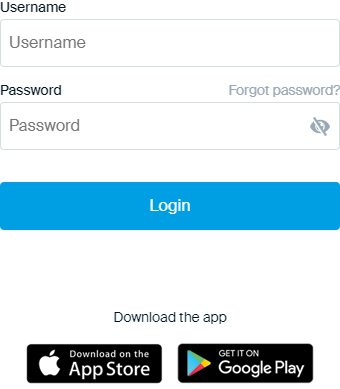 Username
Username
Password Forgot password?
Password
Login
Download the app
Download on the GET IT ON
App Store Google Play